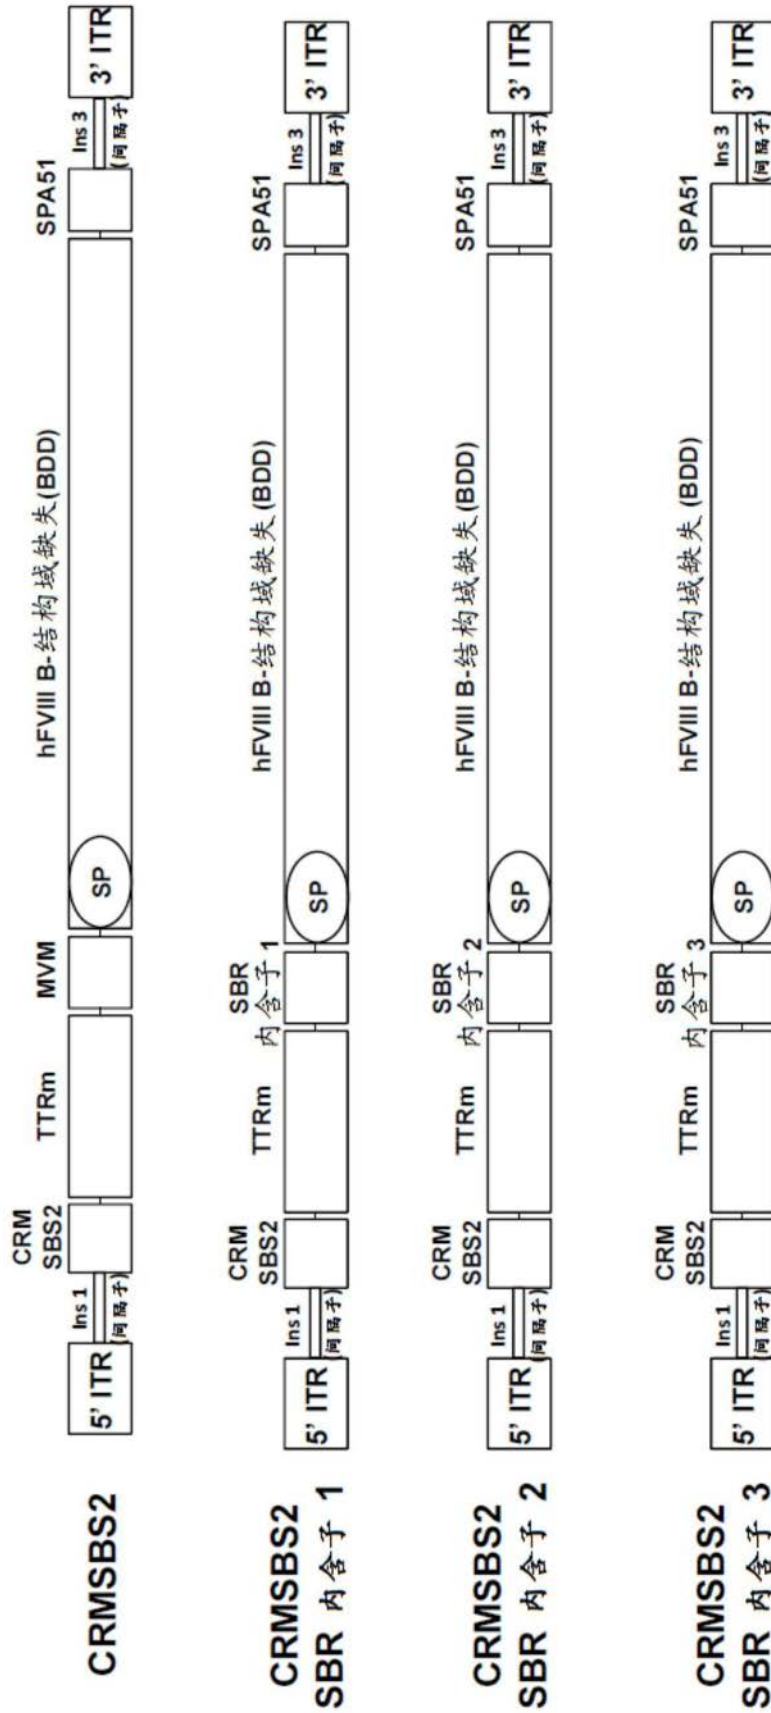 CRMSBS2
5' ITR
Ins 1
(间隔子)
CRM
SBS2
TTRm
MVM
SP
hFVIII B-结构域缺失(BDD)
SPA51
Ins 3
(间隔子)
3' ITR
CRMSBS2
SBR 内含子 1
5' ITR
Ins 1
(间隔子)
CRM
SBS2
TTRm
SBR
内含子 1
SP
hFVIII B-结构域缺失(BDD)
SPA51
Ins 3
(间隔子)
3' ITR
CRMSBS2
SBR 内含子 2
5' ITR
Ins 1
(间隔子)
CRM
SBS2
TTRm
SBR
内含子 2
SP
hFVIII B-结构域缺失(BDD)
SPA51
Ins 3
(间隔子)
3' ITR
CRMSBS2
SBR 内含子 3
5' ITR
Ins 1
(间隔子)
CRM
SBS2
TTRm
SBR
内含子 3
SP
hFVIII B-结构域缺失(BDD)
SPA51
Ins 3
(间隔子)
3' ITR